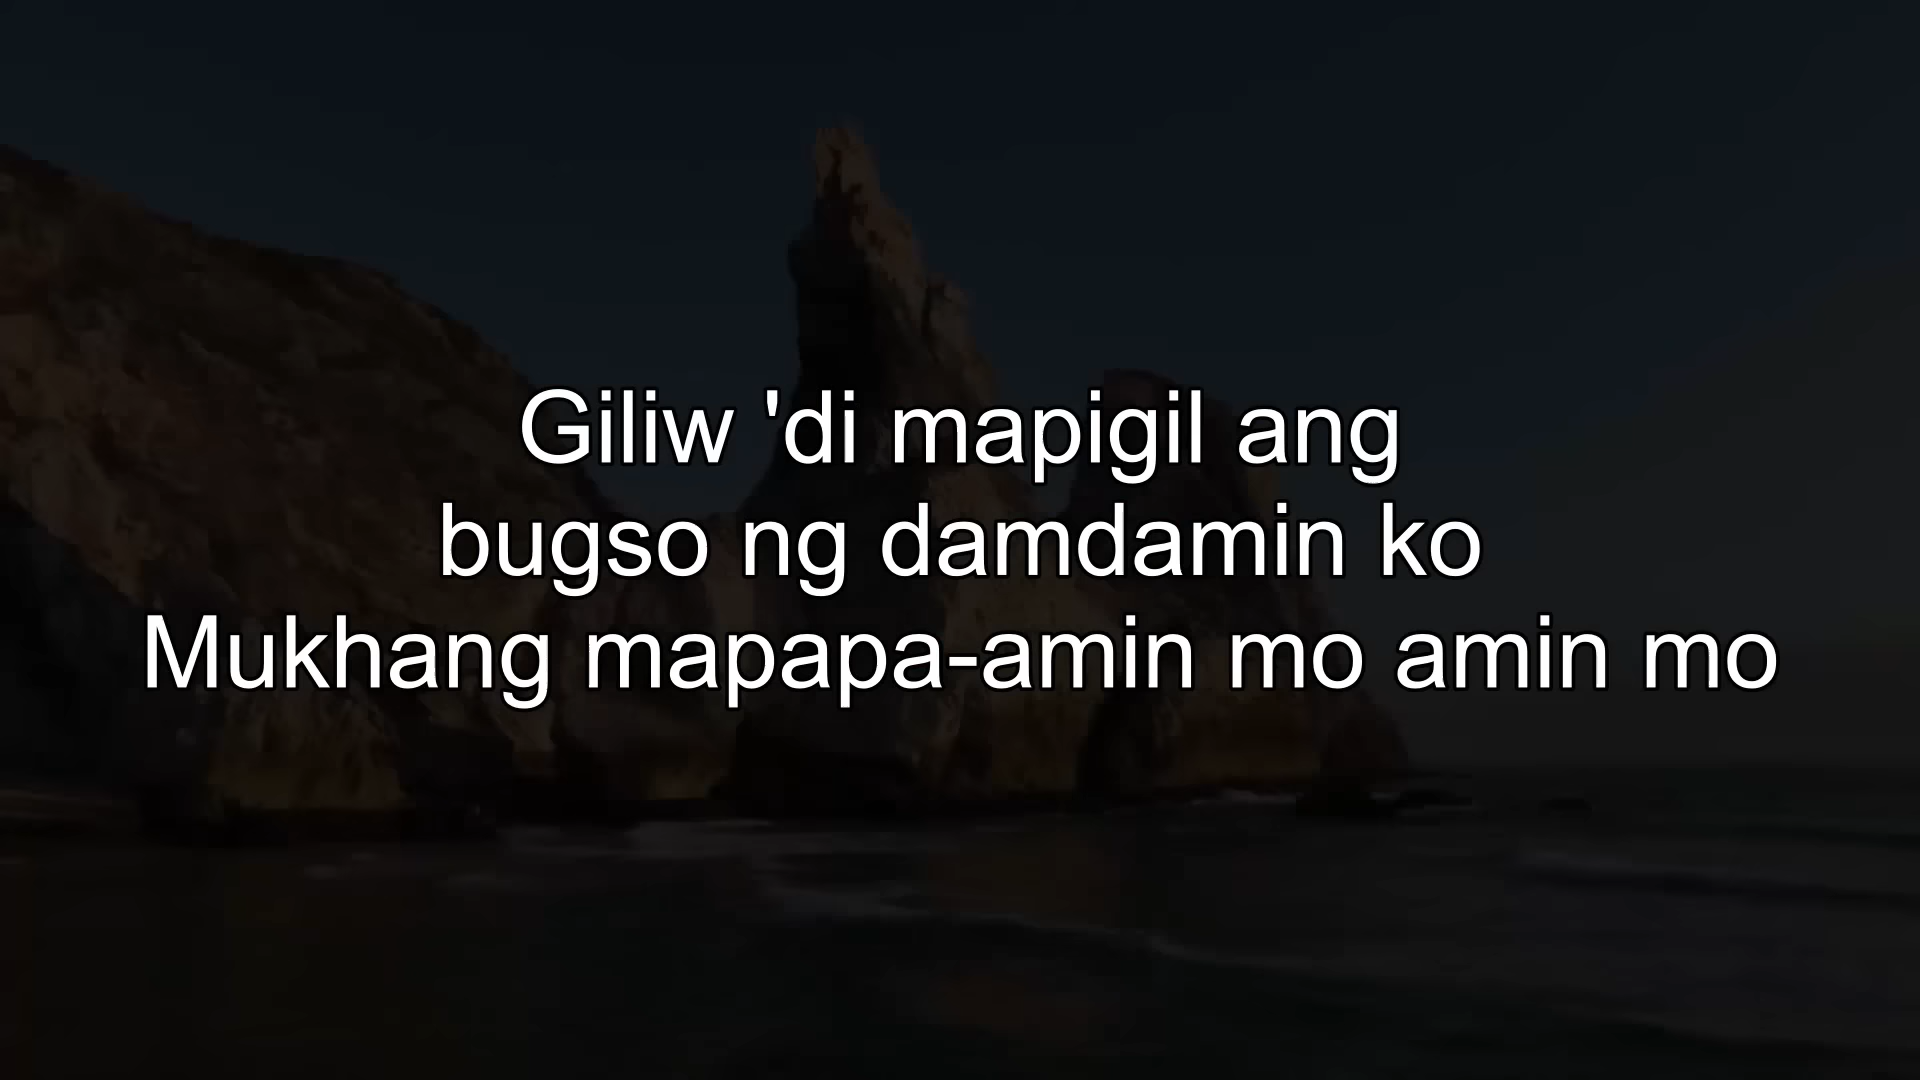 Giliw 'di mapigil ang
bugso ng damdamin ko
Mukhang mapapa-amin mo amin mo